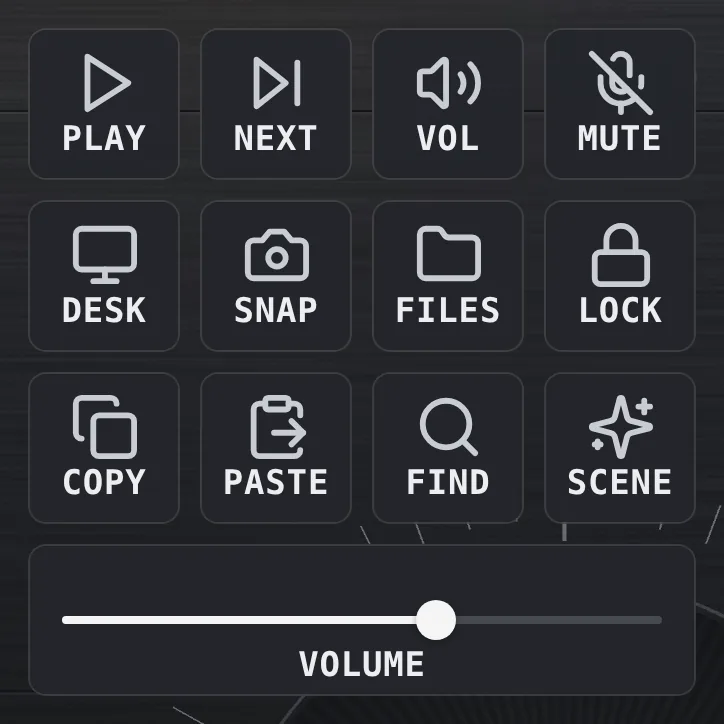 PLAY NEXT VOL MUTE
DESK SNAP FILES LOCK
COPY PASTE FIND SCENE
VOLUME